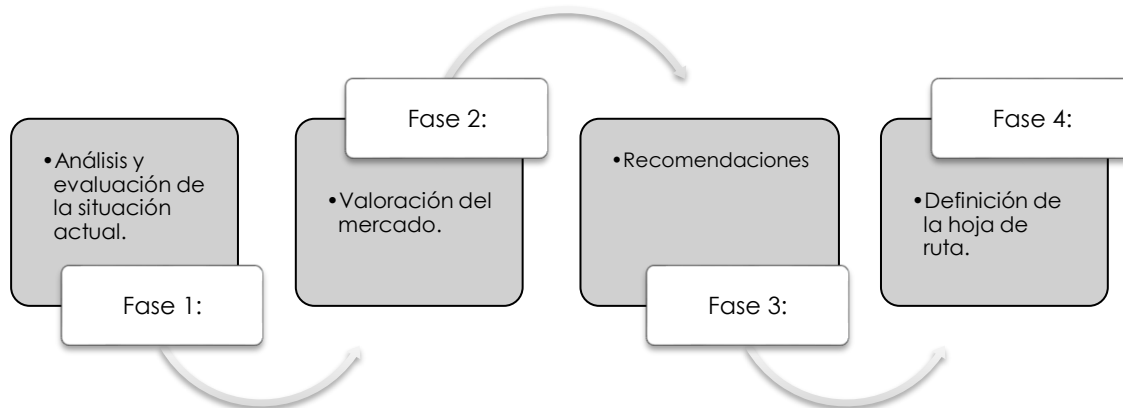 •Análisis y
evaluación de
la situación
actual.
Fase 1:
Fase 2:
•Valoración del
mercado.
•Recomendaciones
Fase 3:
Fase 4:
•Definición de
la hoja de
ruta.